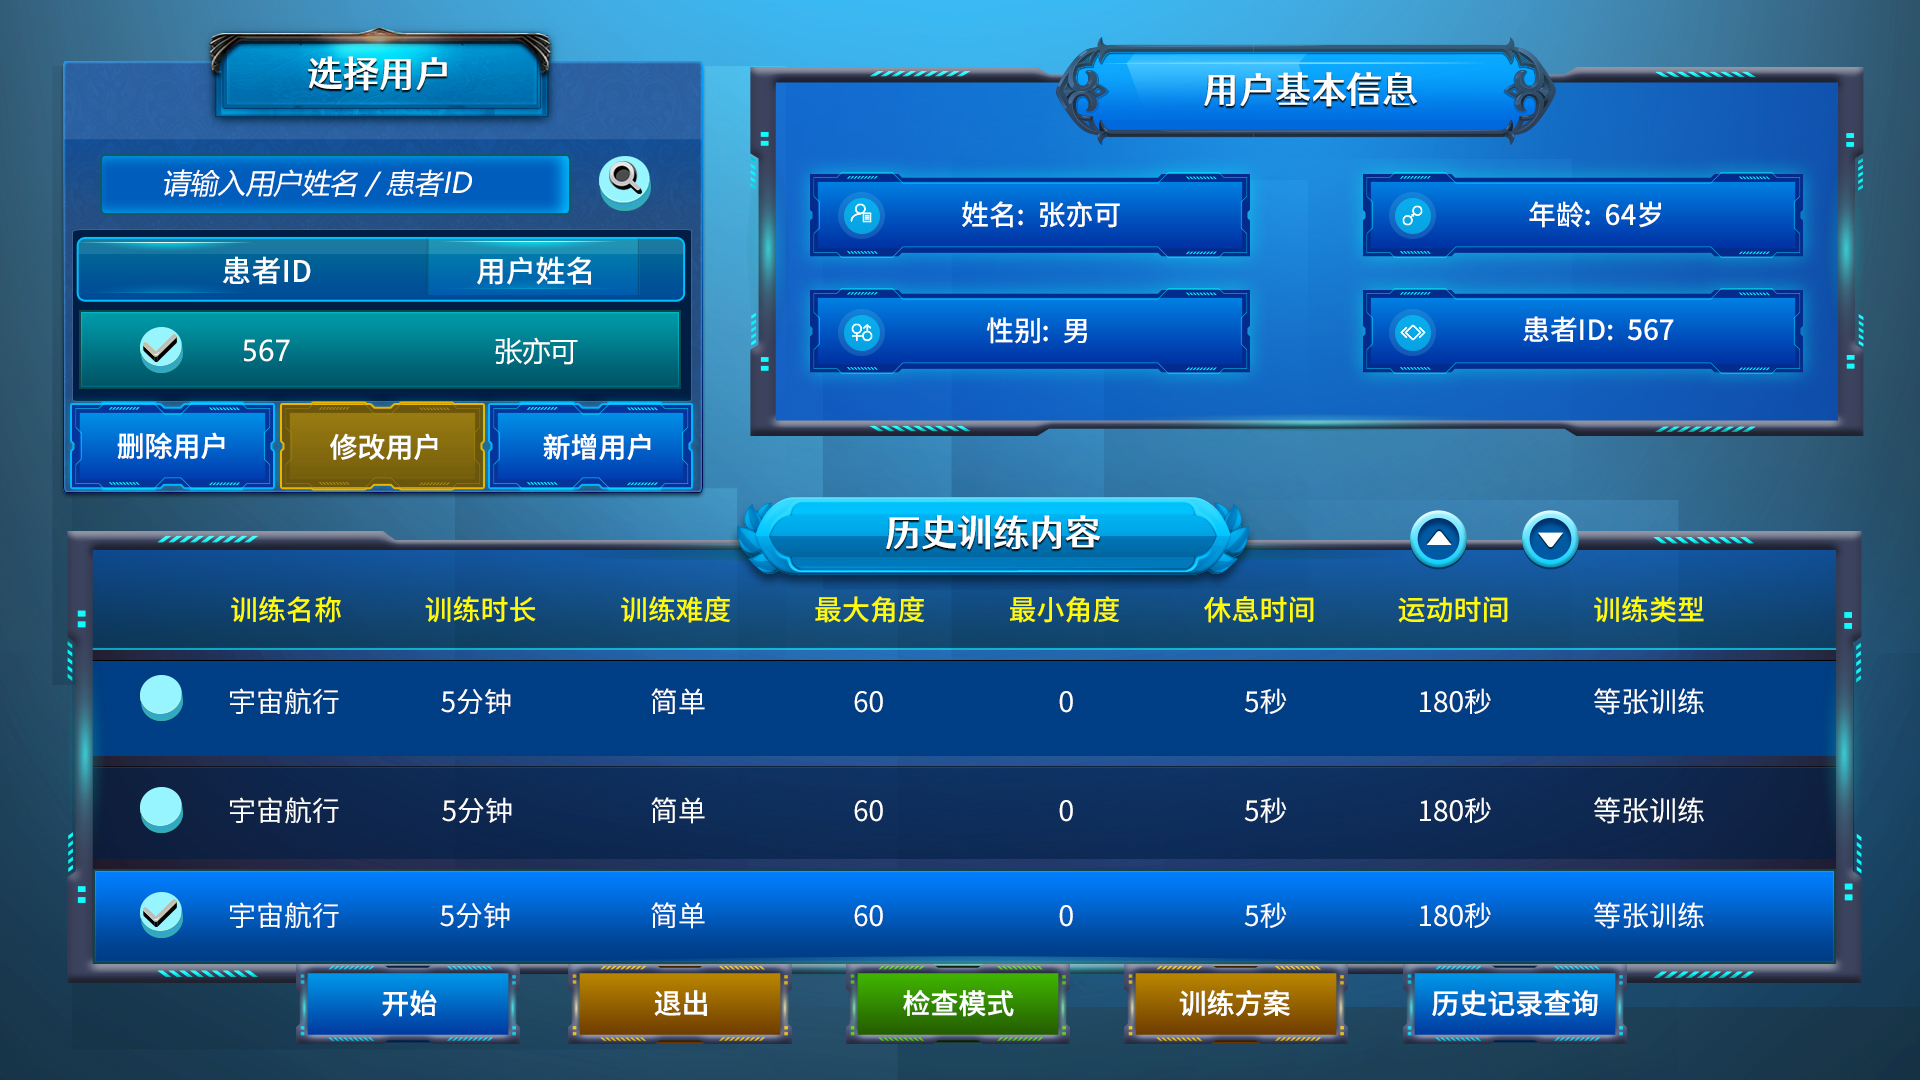 选择用户
请输入用户姓名 / 患者ID
患者ID 用户姓名
567 张亦可
删除用户 修改用户 新增用户
用户基本信息
姓名: 张亦可 年龄: 64岁
性别: 男 患者ID: 567
历史训练内容
训练名称 训练时长 训练难度 最大角度 最小角度 休息时间 运动时间 训练类型
宇宙航行 5分钟 简单 60 0 5秒 180秒 等张训练
宇宙航行 5分钟 简单 60 0 5秒 180秒 等张训练
宇宙航行 5分钟 简单 60 0 5秒 180秒 等张训练
开始 退出 检查模式 训练方案 历史记录查询